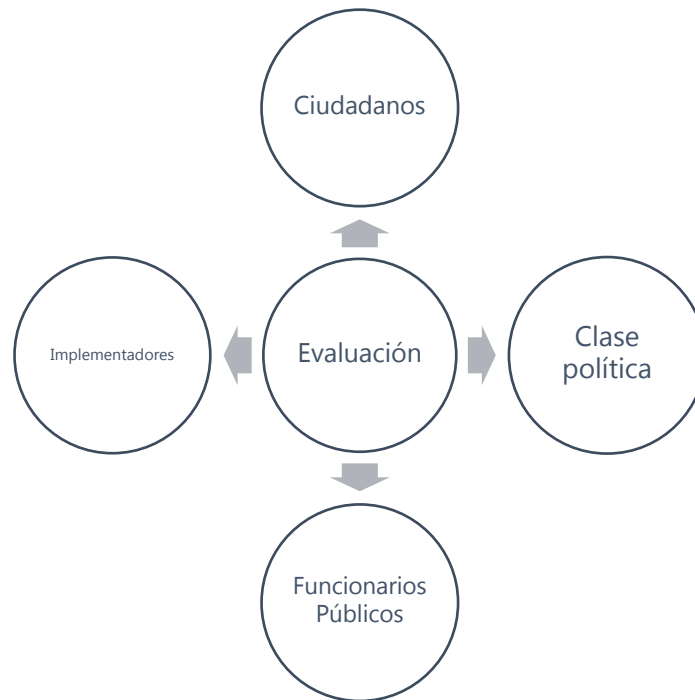 Ciudadanos
Implementadores
Evaluación
Clase
política
Funcionarios
Públicos